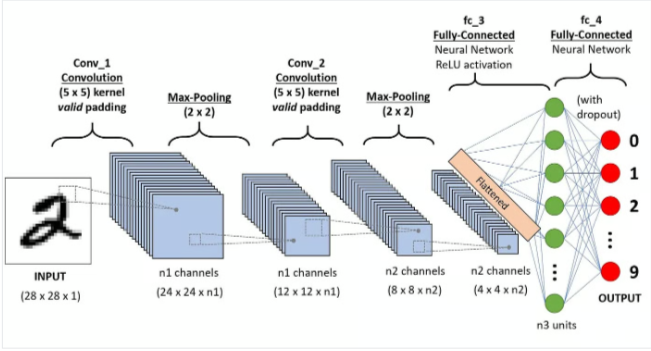 fc_3
Fully-Connected
Neural Network
ReLU activation
fc_4
Fully-Connected
Neural Network
Conv_1
Convolution
(5 x 5) kernel
valid padding
Max-Pooling
(2 x 2)
Conv_2
Convolution
(5 x 5) kernel
valid padding
Max-Pooling
(2 x 2)
(with
dropout)
2
Flattened
0
1
2
⋮
9
⋮
INPUT
(28 x 28 x 1)
n1 channels
(24 x 24 x n1)
n1 channels
(12 x 12 x n1)
n2 channels
(8 x 8 x n2)
n2 channels
(4 x 4 x n2)
OUTPUT
n3 units